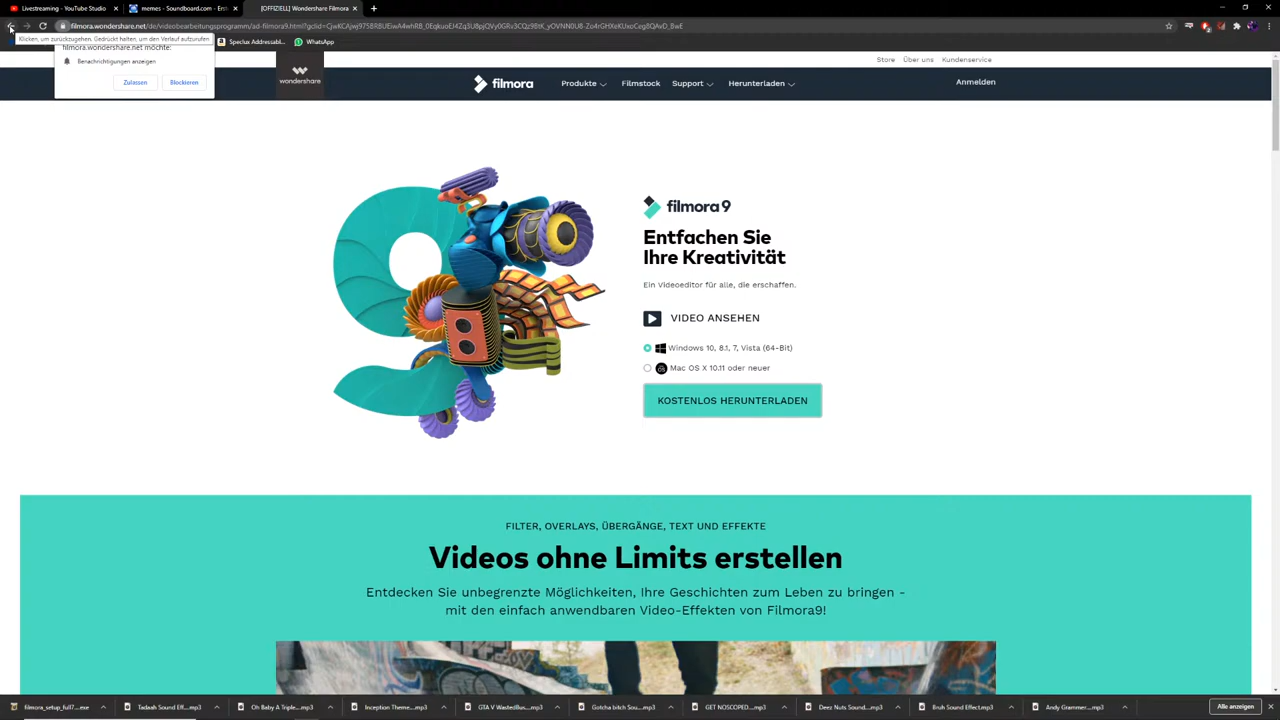 Livestreaming - YouTube Studio
memes - Soundboard.com - Er
[OFFIZIELL] Wondershare Filmora
Klicken, um zurückzugehen. Gedrückt halten, um den Verlauf aufzurufen
Speclux Addressabl...
WhatsApp
filmora.wondershare.net möchte:
Benachrichtigungen anzeigen
Zulassen
Blockieren
wondershare
Store Über uns Kundenservice
filmora
Produkte
Filmstock
Support
Herunterladen
Anmelden
filmora 9
Entfachen Sie
Ihre Kreativität
Ein Videoeditor für alle, die erschaffen.
VIDEO ANSEHEN
Windows 10, 8.1, 7, Vista (64-Bit)
Mac OS X 10.11 oder neuer
KOSTENLOS HERUNTERLADEN
FILTER, OVERLAYS, ÜBERGÄNGE, TEXT UND EFFEKTE
Videos ohne Limits erstellen
Entdecken Sie unbegrenzte Möglichkeiten, Ihre Geschichten zum Leben zu bringen -
mit den einfach anwendbaren Video-Effekten von Filmora9!
filmora_setup_full7....exe
Tadaah Sound Eff....mp3
Oh Baby A Triple...mp3
Inception Theme....mp3
GTA V WastedBus....mp3
Gotcha bitch Sou....mp3
GET NOSCOPED....mp3
Deez Nuts Sound....mp3
Bruh Sound Effect.mp3
Andy Grammer....mp3
Alle anzeigen